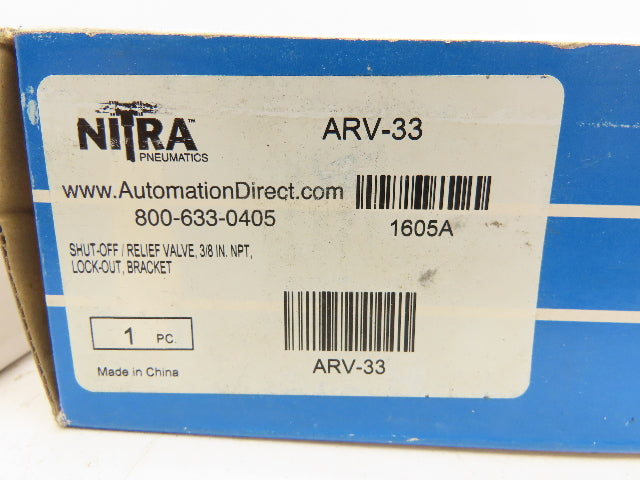 NITRA™
PNEUMATICS
ARV-33
www.AutomationDirect.com
800-633-0405
1605A
SHUT-OFF / RELIEF VALVE, 3/8 IN. NPT,
LOCK-OUT, BRACKET
1 PC.
ARV-33
Made in China